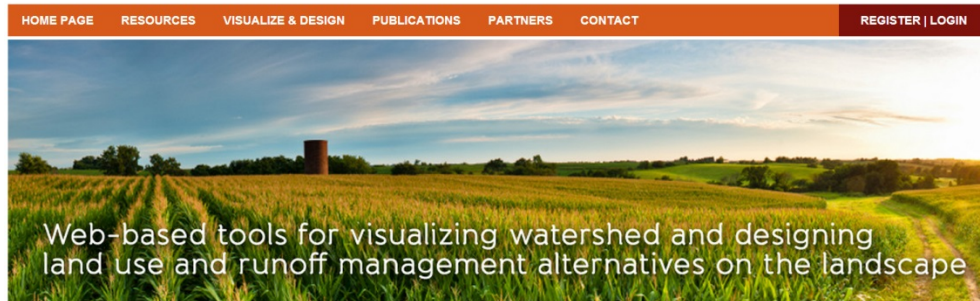 HOME PAGE RESOURCES VISUALIZE & DESIGN PUBLICATIONS PARTNERS CONTACT REGISTER | LOGIN
Web-based tools for visualizing watershed and designing
land use and runoff management alternatives on the landscape